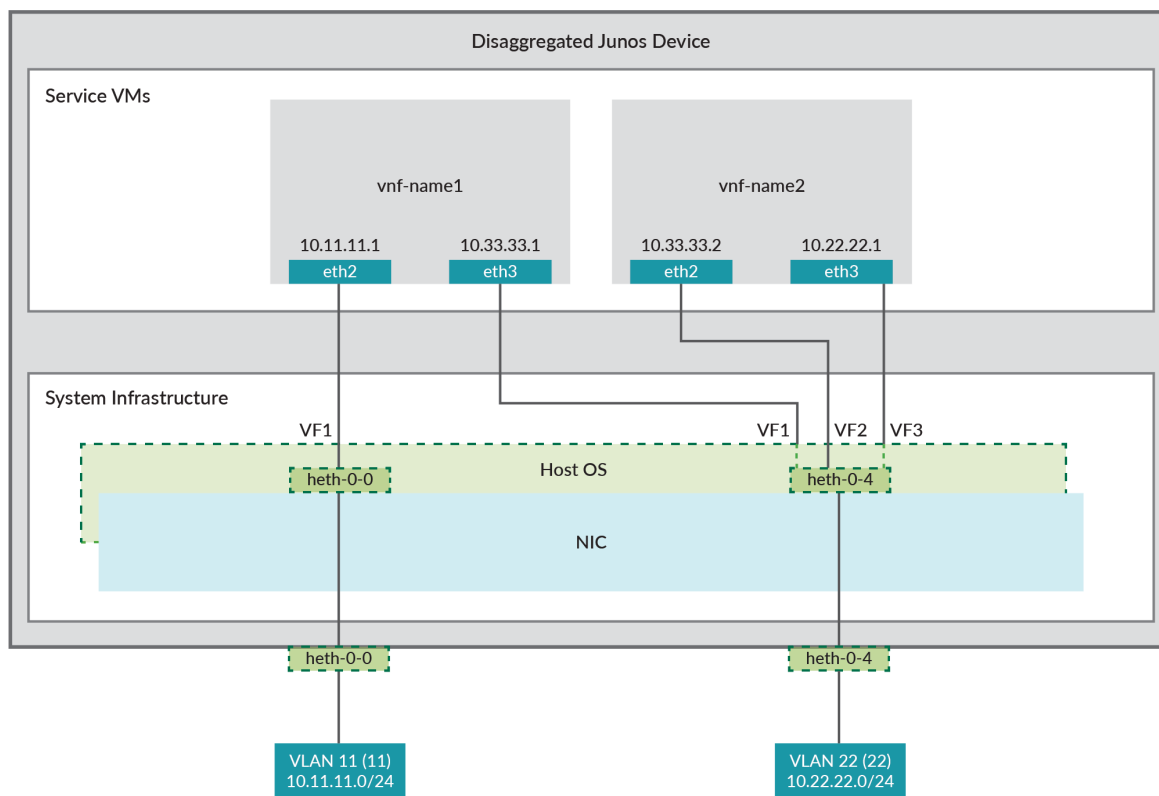 Disaggregated Junos Device
Service VMs
vnf-name1
vnf-name2
10.11.11.1
10.33.33.1
10.33.33.2
10.22.22.1
eth2
eth3
eth2
eth3
System Infrastructure
VF1
VF1
VF2
VF3
Host OS
heth-0-0
heth-0-4
NIC
heth-0-0
heth-0-4
VLAN 11 (11)
10.11.11.0/24
VLAN 22 (22)
10.22.22.0/24